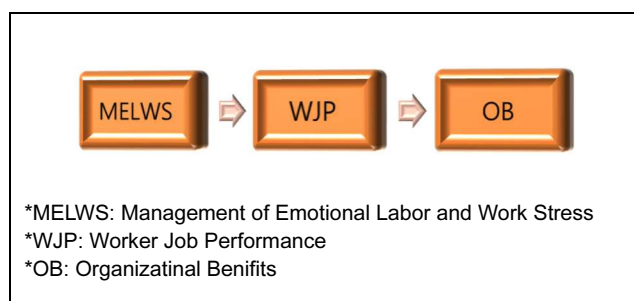 MELWS WJP OB
*MELWS: Management of Emotional Labor and Work Stress
*WJP: Worker Job Performance
*OB: Organizatinal Benifits